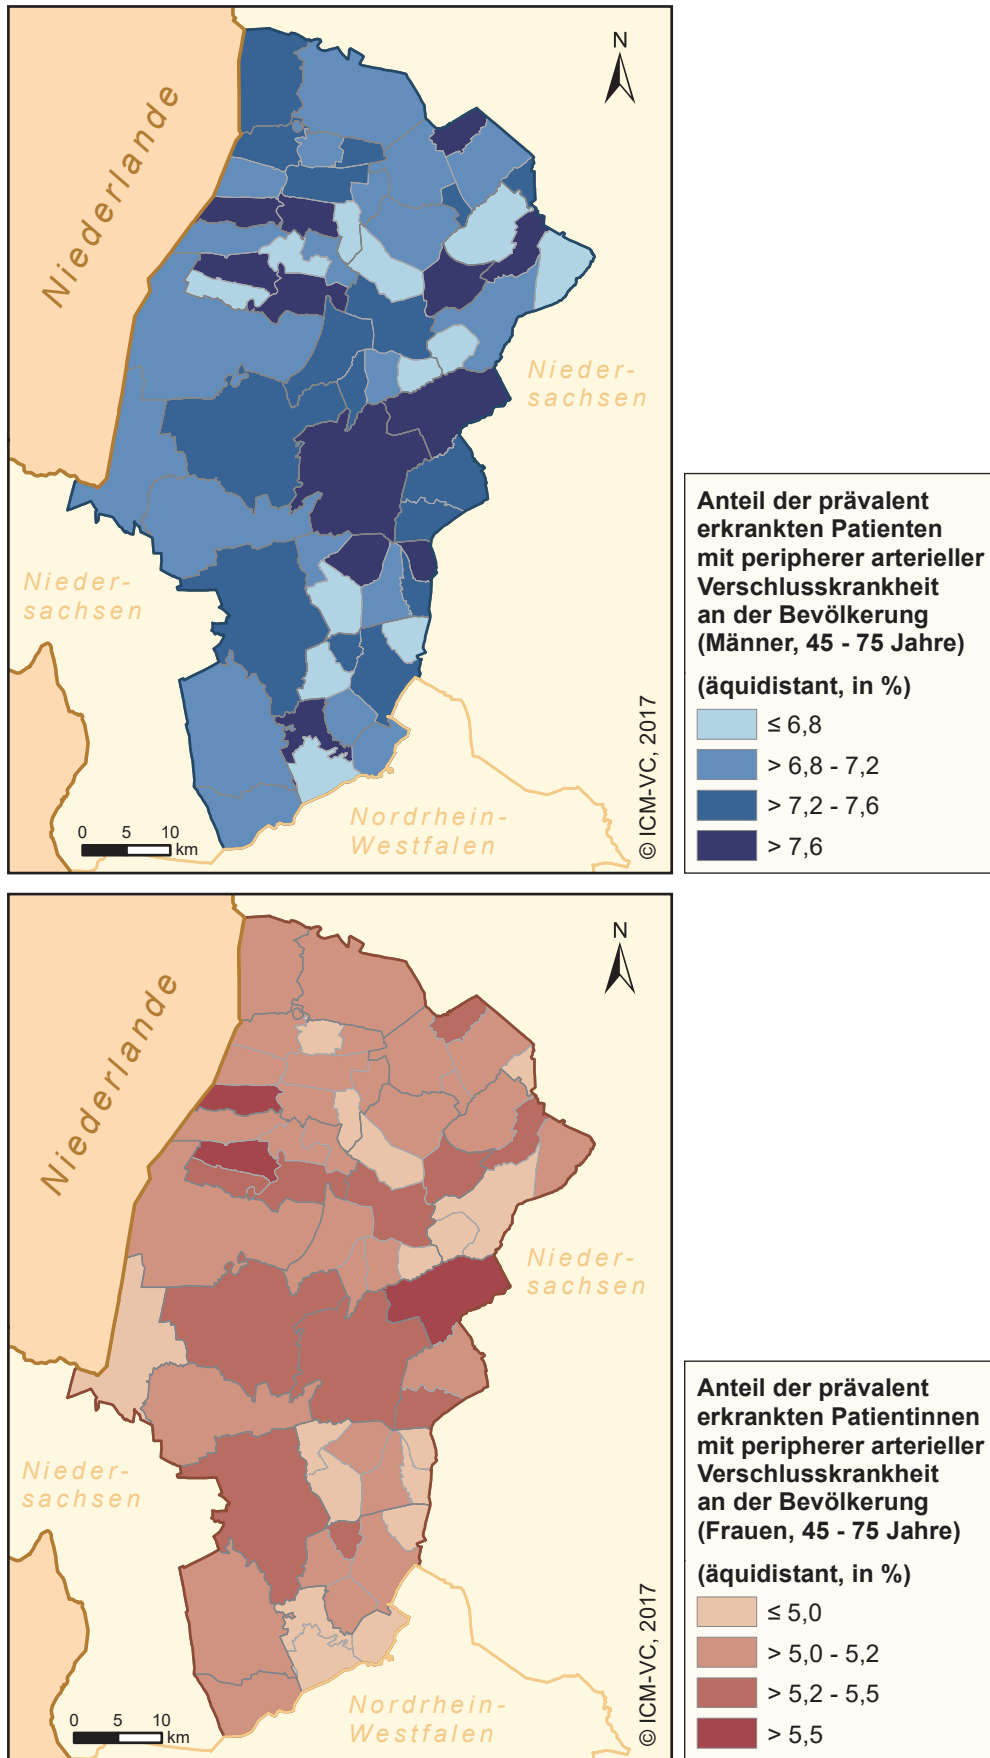 N
Niederlande
Nieder-
sachsen
Nieder-
sachsen
Nordrhein-
Westfalen
0 5 10
km
© ICM-VC, 2017
Anteil der prävalent
erkrankten Patienten
mit peripherer arterieller
Verschlusskrankheit
an der Bevölkerung
(Männer, 45 - 75 Jahre)
(äquidistant, in %)
≤ 6,8
> 6,8 - 7,2
> 7,2 - 7,6
> 7,6
N
Niederlande
Nieder-
sachsen
Nieder-
sachsen
Nordrhein-
Westfalen
0 5 10
km
© ICM-VC, 2017
Anteil der prävalent
erkrankten Patientinnen
mit peripherer arterieller
Verschlusskrankheit
an der Bevölkerung
(Frauen, 45 - 75 Jahre)
(äquidistant, in %)
≤ 5,0
> 5,0 - 5,2
> 5,2 - 5,5
> 5,5